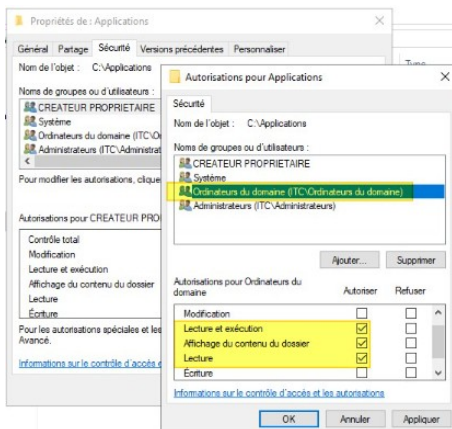 Propriétés de : Applications
Général Partage Sécurité Versions précédentes Personnaliser
Nom de l'objet : C:\Applications
Noms de groupes ou d'utilisateurs :
CREATEUR PROPRIETAIRE
Système
Ordinateurs du domaine (ITC\Or
Administrateurs (ITC\Administrat
Pour modifier les autorisations, clique
Autorisations pour CREATEUR PROP
Contrôle total
Modification
Lecture et exécution
Affichage du contenu du dossier
Lecture
Écriture
Pour les autorisations spéciales et les
Avancé.
Informations sur le contrôle d'accès e
Autorisations pour Applications
Sécurité
Nom de l'objet : C:\Applications
Noms de groupes ou d'utilisateurs :
CREATEUR PROPRIETAIRE
Système
Ordinateurs du domaine (ITC\Ordinateurs du domaine)
Administrateurs (ITC\Administrateurs)
Ajouter... Supprimer
Autorisations pour Ordinateurs du
domaine Autoriser Refuser
Modification
Lecture et exécution
Affichage du contenu du dossier
Lecture
Écriture
Informations sur le contrôle d'accès et les autorisations
OK Annuler Appliquer